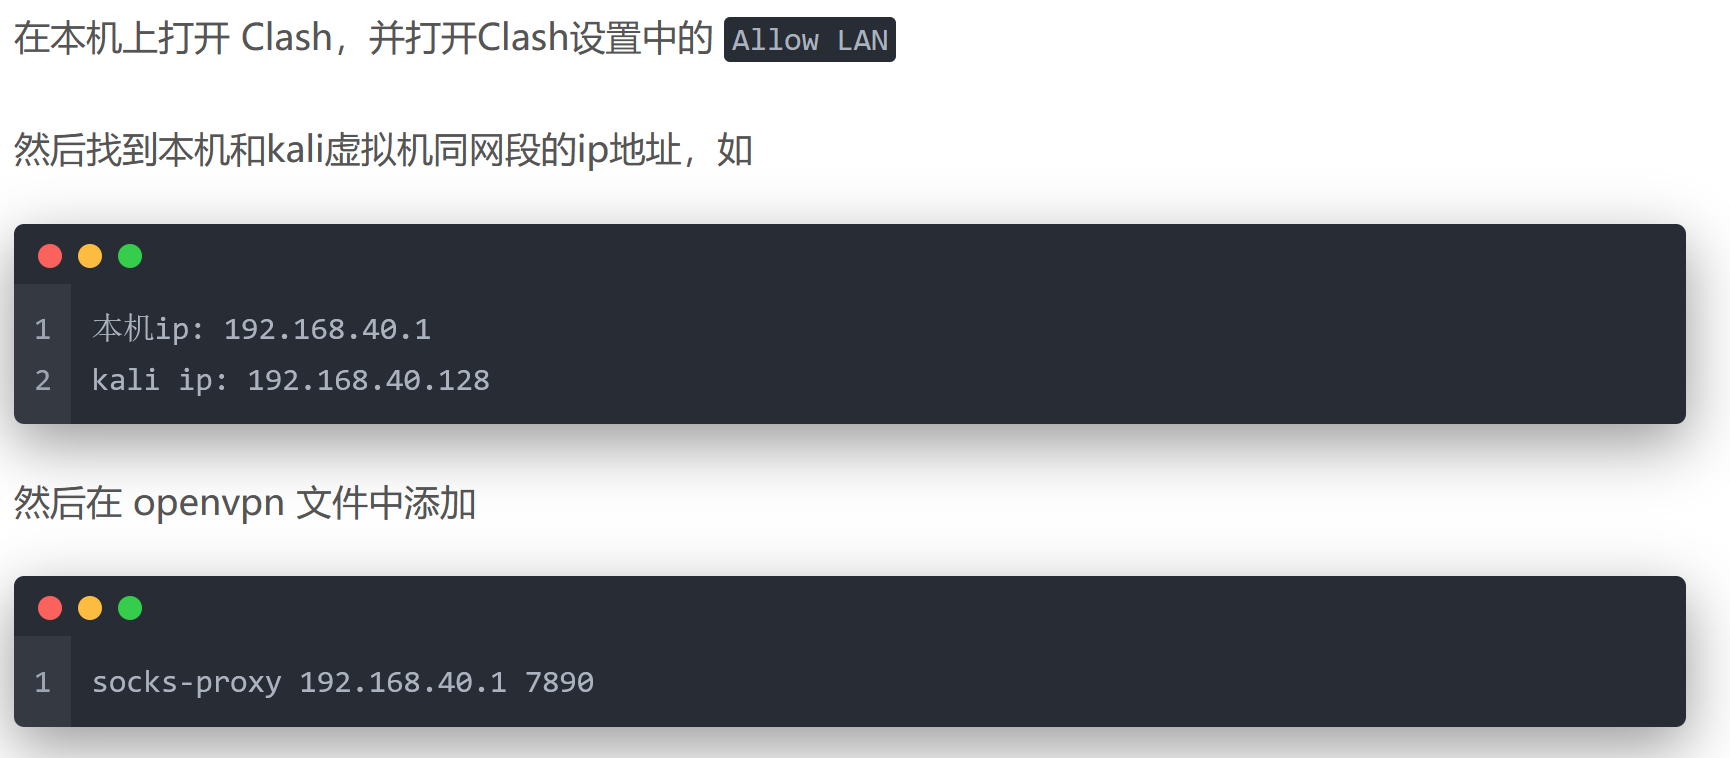 在本机上打开 Clash，并打开Clash设置中的 Allow LAN
然后找到本机和kali虚拟机同网段的ip地址，如
1 本机ip: 192.168.40.1
2 kali ip: 192.168.40.128
然后在 openvpn 文件中添加
1 socks-proxy 192.168.40.1 7890